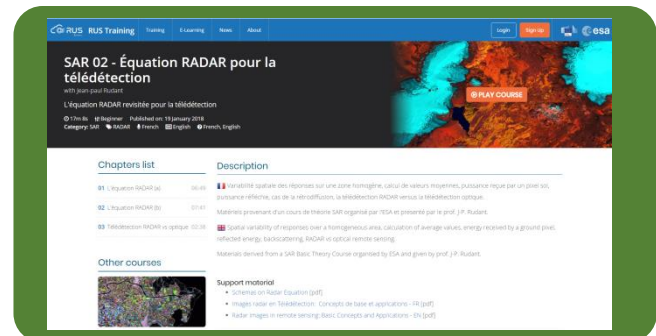 RUS RUS Training Training E-Learning News About Login Sign Up esa
SAR 02 - Équation RADAR pour la
télédétection
with Jean-paul Rudant
L'équation RADAR revisitée pour la télédétection
17m 8s Beginner Published on: 19 January 2018
Category: SAR RADAR French English French, English
PLAY COURSE
Chapters list
01 L'équation RADAR (a) 06:49
02 L'équation RADAR (b) 07:41
03 Télédétection RADAR vs optique 02:38
Other courses
Description
Variabilité spatiale des réponses sur une zone homogène, calcul de valeurs moyennes, puissance reçue par un pixel sol,
puissance réfléchie, cas de la rétrodiffusion, la télédétection RADAR versus la télédétection optique.
Matériels provenant d'un cours de théorie SAR organisé par l'ESA et présenté par le prof. J-P. Rudant.
Spatial variability of responses over a homogeneous area, calculation of average values, energy received by a ground pixel,
reflected energy, backscattering, RADAR vs optical remote sensing.
Materials derived from a SAR Basic Theory Course organised by ESA and given by prof. J-P. Rudant.
Support material
Schemas on Radar Equation [pdf]
Images radar en Télédétection : Concepts de base et applications - FR [pdf]
Radar images in remote sensing: Basic Concepts and Applications - EN [pdf]